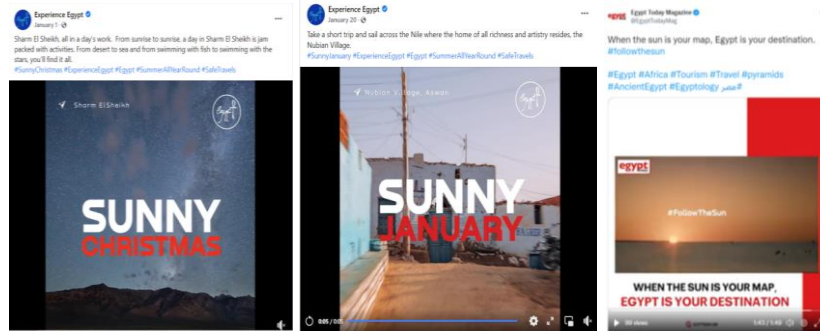 Experience Egypt
January 1 ·
Sharm El Sheikh, all in a day's work. From sunrise to sunrise, a day in Sharm El Sheikh is jam
packed with activities. From desert to sea and from swimming with fish to swimming with the
stars, you'll find it all.
#SunnyChristmas #ExperienceEgypt #Egypt #SummerAllYearRound #SafeTravels
Sharm ElSheikh
SUNNY
CHRISTMAS
Experience Egypt
January 20 ·
Take a short trip and sail across the Nile where the home of all richness and artistry resides, the
Nubian Village.
#SunnyJanuary #ExperienceEgypt #Egypt #SummerAllYearRound #SafeTravels
Nubian Village, Aswan
SUNNY
JANUARY
Egypt Today Magazine
@EgyptTodayMag
When the sun is your map, Egypt is your destination.
#followthesun
#Egypt #Africa #Tourism #Travel #pyramids
#AncientEgypt #Egyptology #مصر
egypt
#FollowTheSun
WHEN THE SUN IS YOUR MAP,
EGYPT IS YOUR DESTINATION